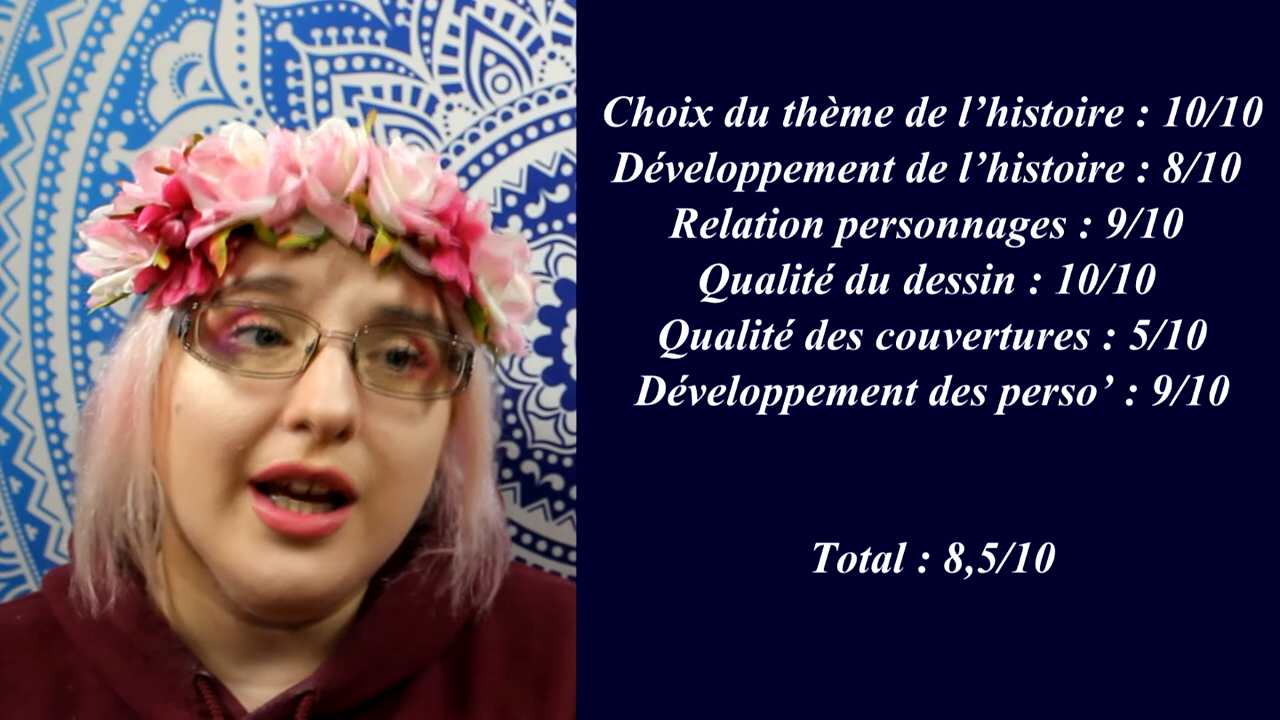 Choix du thème de l’histoire : 10/10
Développement de l’histoire : 8/10
Relation personnages : 9/10
Qualité du dessin : 10/10
Qualité des couvertures : 5/10
Développement des perso’ : 9/10
Total : 8,5/10